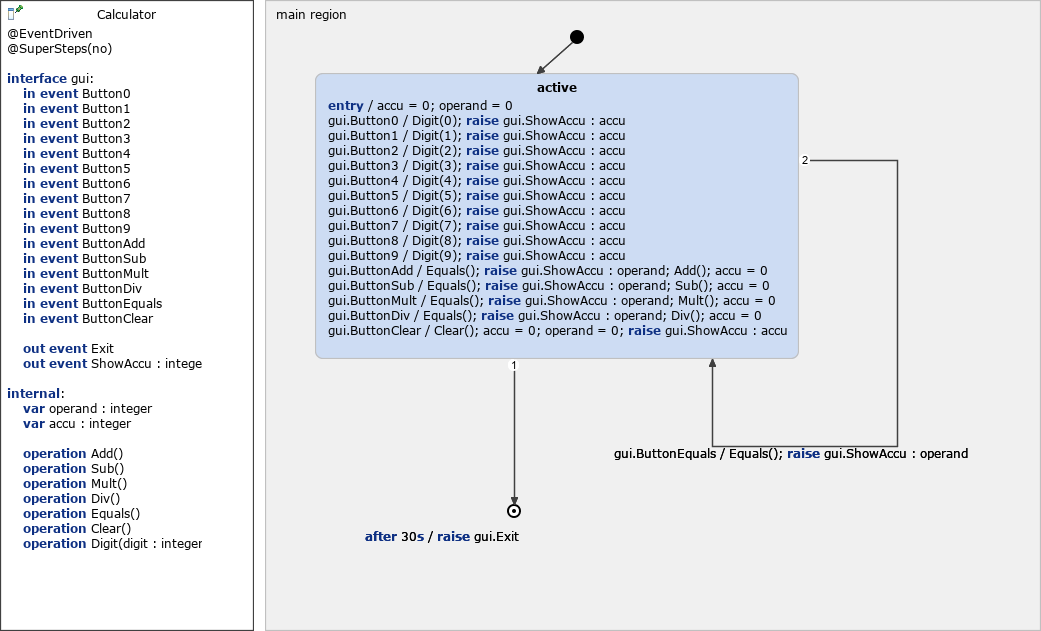 Calculator
@EventDriven
@SuperSteps(no)
interface gui:
in event Button0
in event Button1
in event Button2
in event Button3
in event Button4
in event Button5
in event Button6
in event Button7
in event Button8
in event Button9
in event ButtonAdd
in event ButtonSub
in event ButtonMult
in event ButtonDiv
in event ButtonEquals
in event ButtonClear
out event Exit
out event ShowAccu : intege
internal:
var operand : integer
var accu : integer
operation Add()
operation Sub()
operation Mult()
operation Div()
operation Equals()
operation Clear()
operation Digit(digit : integer
main region
active
entry / accu = 0; operand = 0
gui.Button0 / Digit(0); raise gui.ShowAccu : accu
gui.Button1 / Digit(1); raise gui.ShowAccu : accu
gui.Button2 / Digit(2); raise gui.ShowAccu : accu
gui.Button3 / Digit(3); raise gui.ShowAccu : accu
gui.Button4 / Digit(4); raise gui.ShowAccu : accu
gui.Button5 / Digit(5); raise gui.ShowAccu : accu
gui.Button6 / Digit(6); raise gui.ShowAccu : accu
gui.Button7 / Digit(7); raise gui.ShowAccu : accu
gui.Button8 / Digit(8); raise gui.ShowAccu : accu
gui.Button9 / Digit(9); raise gui.ShowAccu : accu
gui.ButtonAdd / Equals(); raise gui.ShowAccu : operand; Add(); accu = 0
gui.ButtonSub / Equals(); raise gui.ShowAccu : operand; Sub(); accu = 0
gui.ButtonMult / Equals(); raise gui.ShowAccu : operand; Mult(); accu = 0
gui.ButtonDiv / Equals(); raise gui.ShowAccu : operand; Div(); accu = 0
gui.ButtonClear / Clear(); accu = 0; operand = 0; raise gui.ShowAccu : accu
2
1
gui.ButtonEquals / Equals(); raise gui.ShowAccu : operand
after 30s / raise gui.Exit